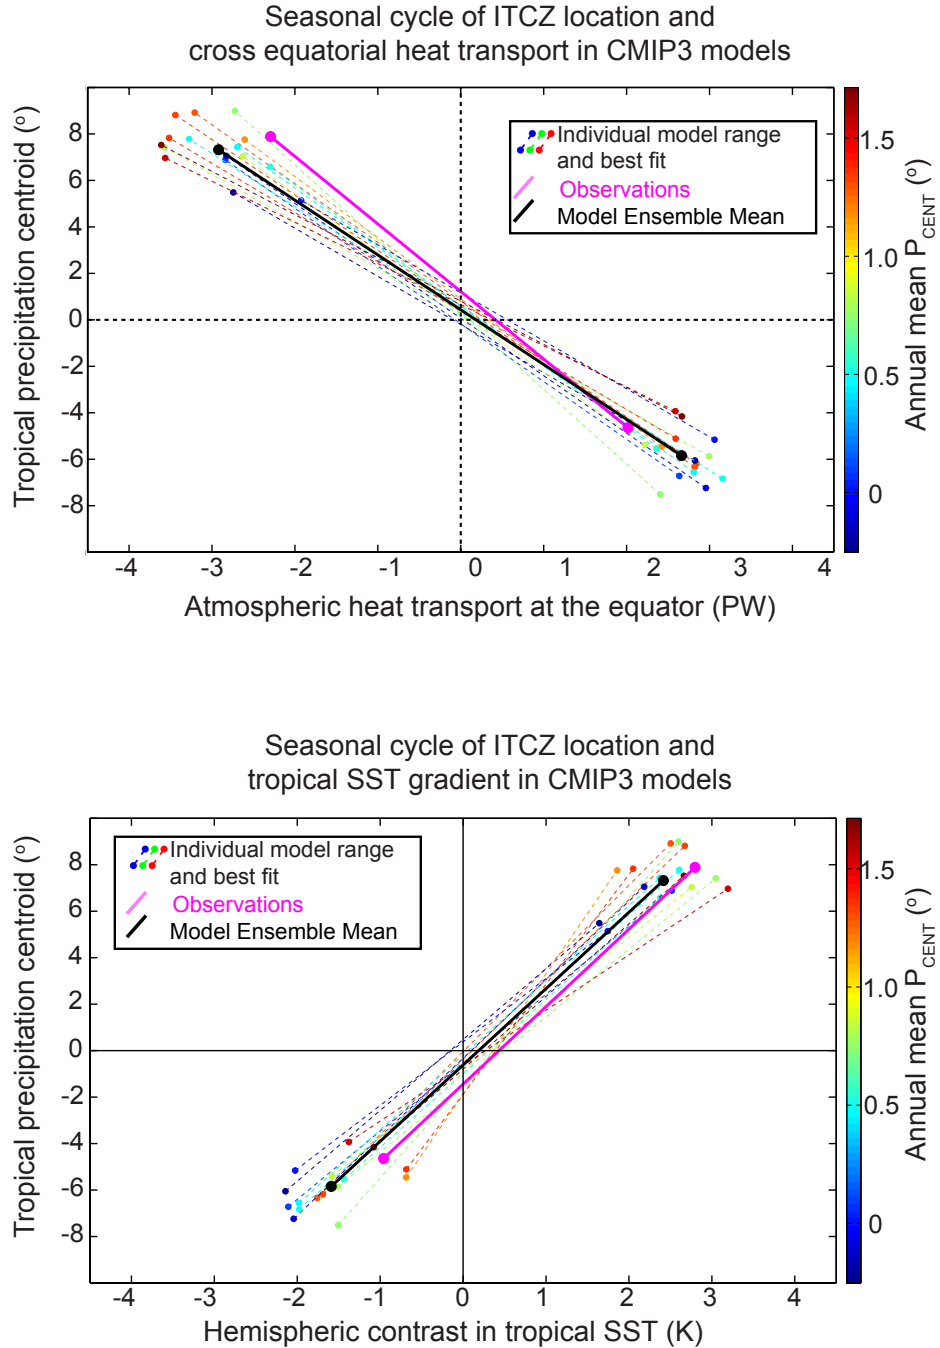 Seasonal cycle of ITCZ location and
cross equatorial heat transport in CMIP3 models
Tropical precipitation centroid (°)
8
6
4
2
0
-2
-4
-6
-8
Individual model range
and best fit
Observations
Model Ensemble Mean
-4 -3 -2 -1 0 1 2 3 4
Atmospheric heat transport at the equator (PW)
1.5
1.0
0.5
0
Annual mean P_CENT (°)
Seasonal cycle of ITCZ location and
tropical SST gradient in CMIP3 models
Tropical precipitation centroid (°)
8
6
4
2
0
-2
-4
-6
-8
Individual model range
and best fit
Observations
Model Ensemble Mean
-4 -3 -2 -1 0 1 2 3 4
Hemispheric contrast in tropical SST (K)
1.5
1.0
0.5
0
Annual mean P_CENT (°)